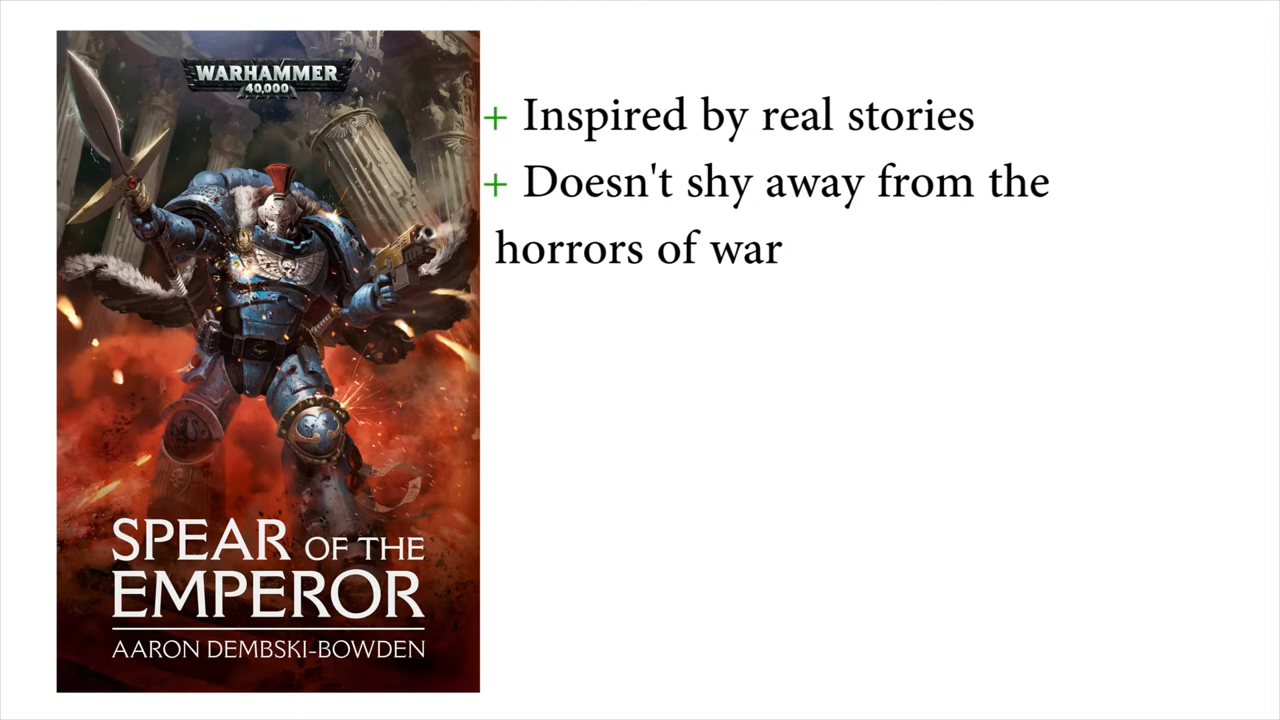 WARHAMMER
40,000
SPEAR OF THE
EMPEROR
AARON DEMBSKI-BOWDEN
+ Inspired by real stories
+ Doesn't shy away from the
horrors of war